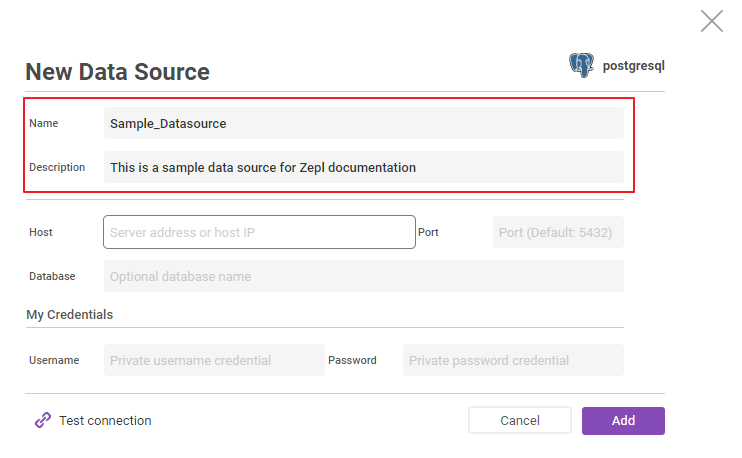 New Data Source
postgresql
Name Sample_Datasource
Description This is a sample data source for Zepl documentation
Host Server address or host IP Port Port (Default: 5432)
Database Optional database name
My Credentials
Username Private username credential Password Private password credential
Test connection Cancel Add